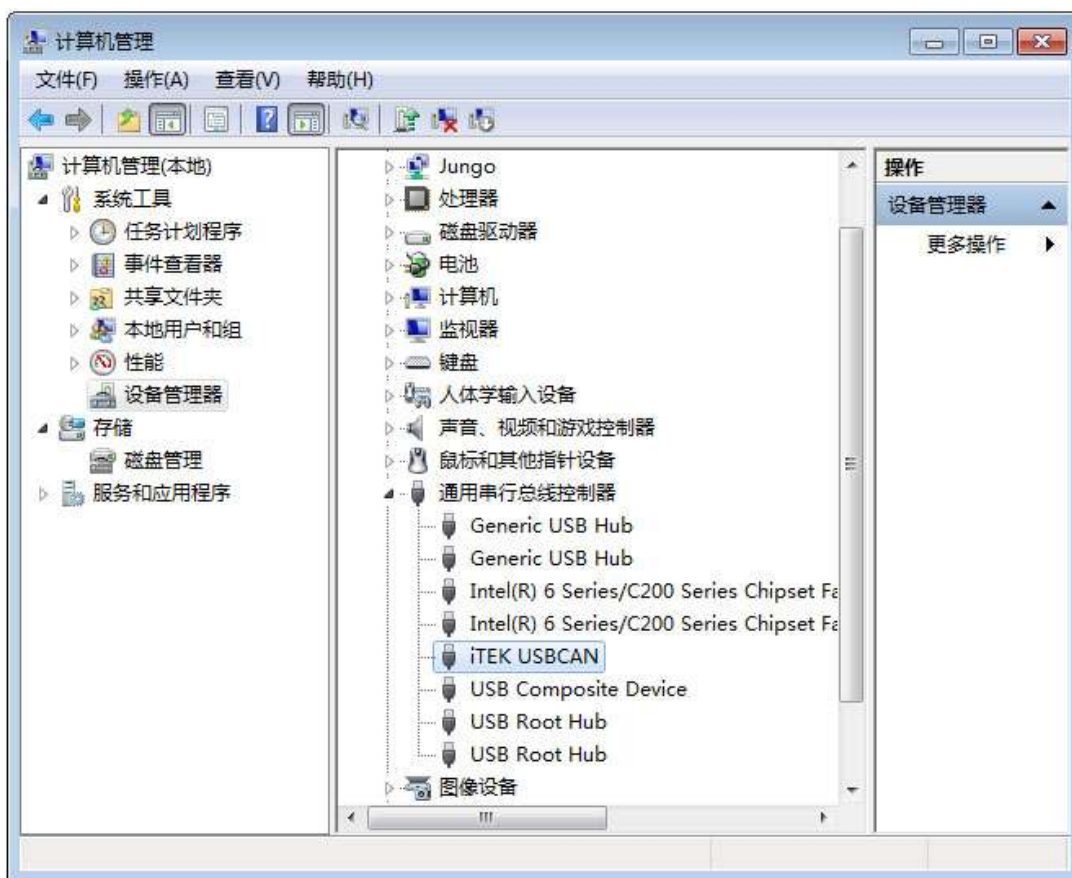 计算机管理
文件(F) 操作(A) 查看(V) 帮助(H)
计算机管理(本地)
系统工具
任务计划程序
事件查看器
共享文件夹
本地用户和组
性能
设备管理器
存储
磁盘管理
服务和应用程序
Jungo
处理器
磁盘驱动器
电池
计算机
监视器
键盘
人体学输入设备
声音、视频和游戏控制器
鼠标和其他指针设备
通用串行总线控制器
Generic USB Hub
Generic USB Hub
Intel(R) 6 Series/C200 Series Chipset Fa
Intel(R) 6 Series/C200 Series Chipset Fa
iTEK USBCAN
USB Composite Device
USB Root Hub
USB Root Hub
图像设备
操作
设备管理器
更多操作